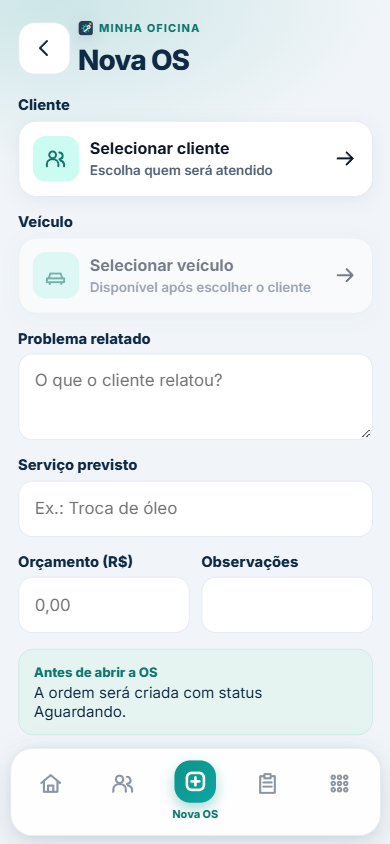 MINHA OFICINA
Nova OS
Cliente
Selecionar cliente
Escolha quem será atendido
Veículo
Selecionar veículo
Disponível após escolher o cliente
Problema relatado
O que o cliente relatou?
Serviço previsto
Ex.: Troca de óleo
Orçamento (R$)
Observações
0,00
Antes de abrir a OS
A ordem será criada com status
Aguardando.
Nova OS